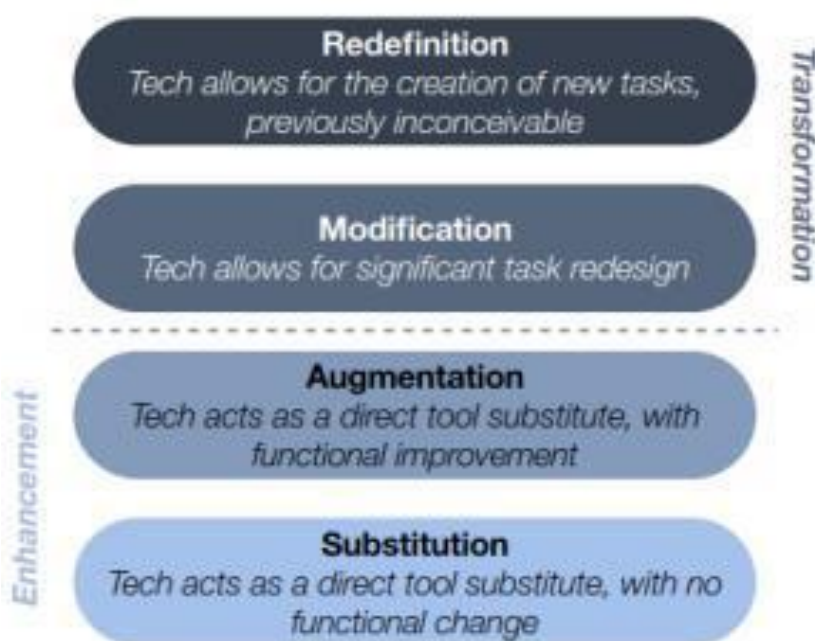 Redefinition
Tech allows for the creation of new tasks,
previously inconceivable
Modification
Tech allows for significant task redesign
Transformation
Augmentation
Tech acts as a direct tool substitute, with
functional improvement
Substitution
Tech acts as a direct tool substitute, with no
functional change
Enhancement